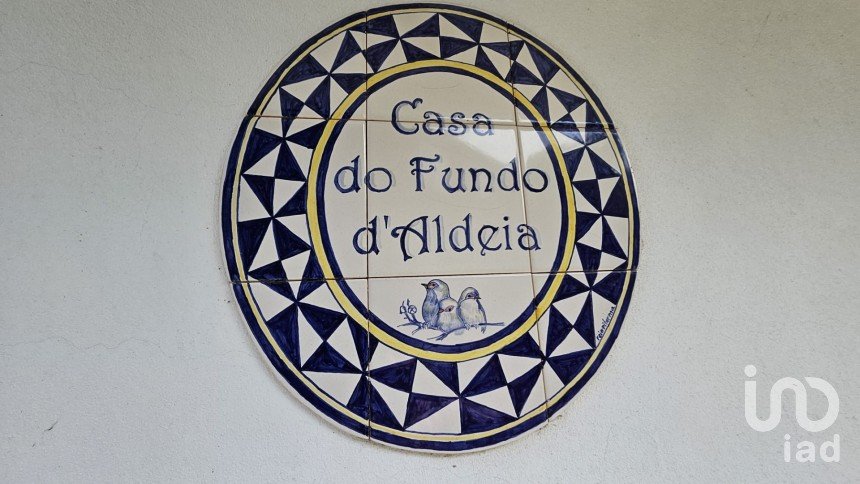 Casa
do Fundo
d'Aldeia
iad